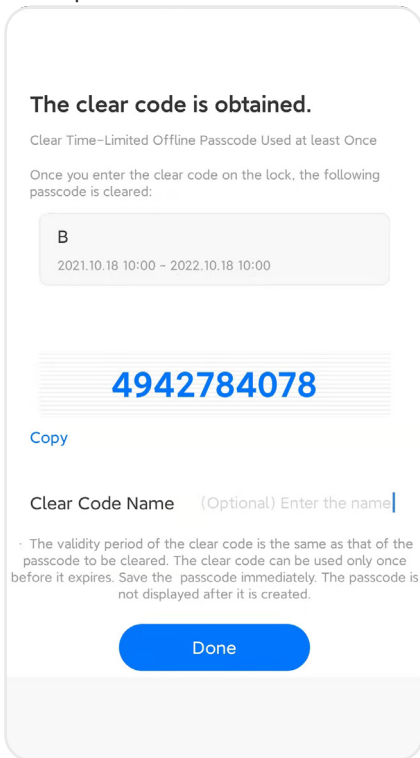 The clear code is obtained.
Clear Time-Limited Offline Passcode Used at least Once
Once you enter the clear code on the lock, the following
passcode is cleared:
B
2021.10.18 10:00 - 2022.10.18 10:00
4942784078
Copy
Clear Code Name (Optional) Enter the name
· The validity period of the clear code is the same as that of the
passcode to be cleared. The clear code can be used only once
before it expires. Save the passcode immediately. The passcode is
not displayed after it is created.
Done